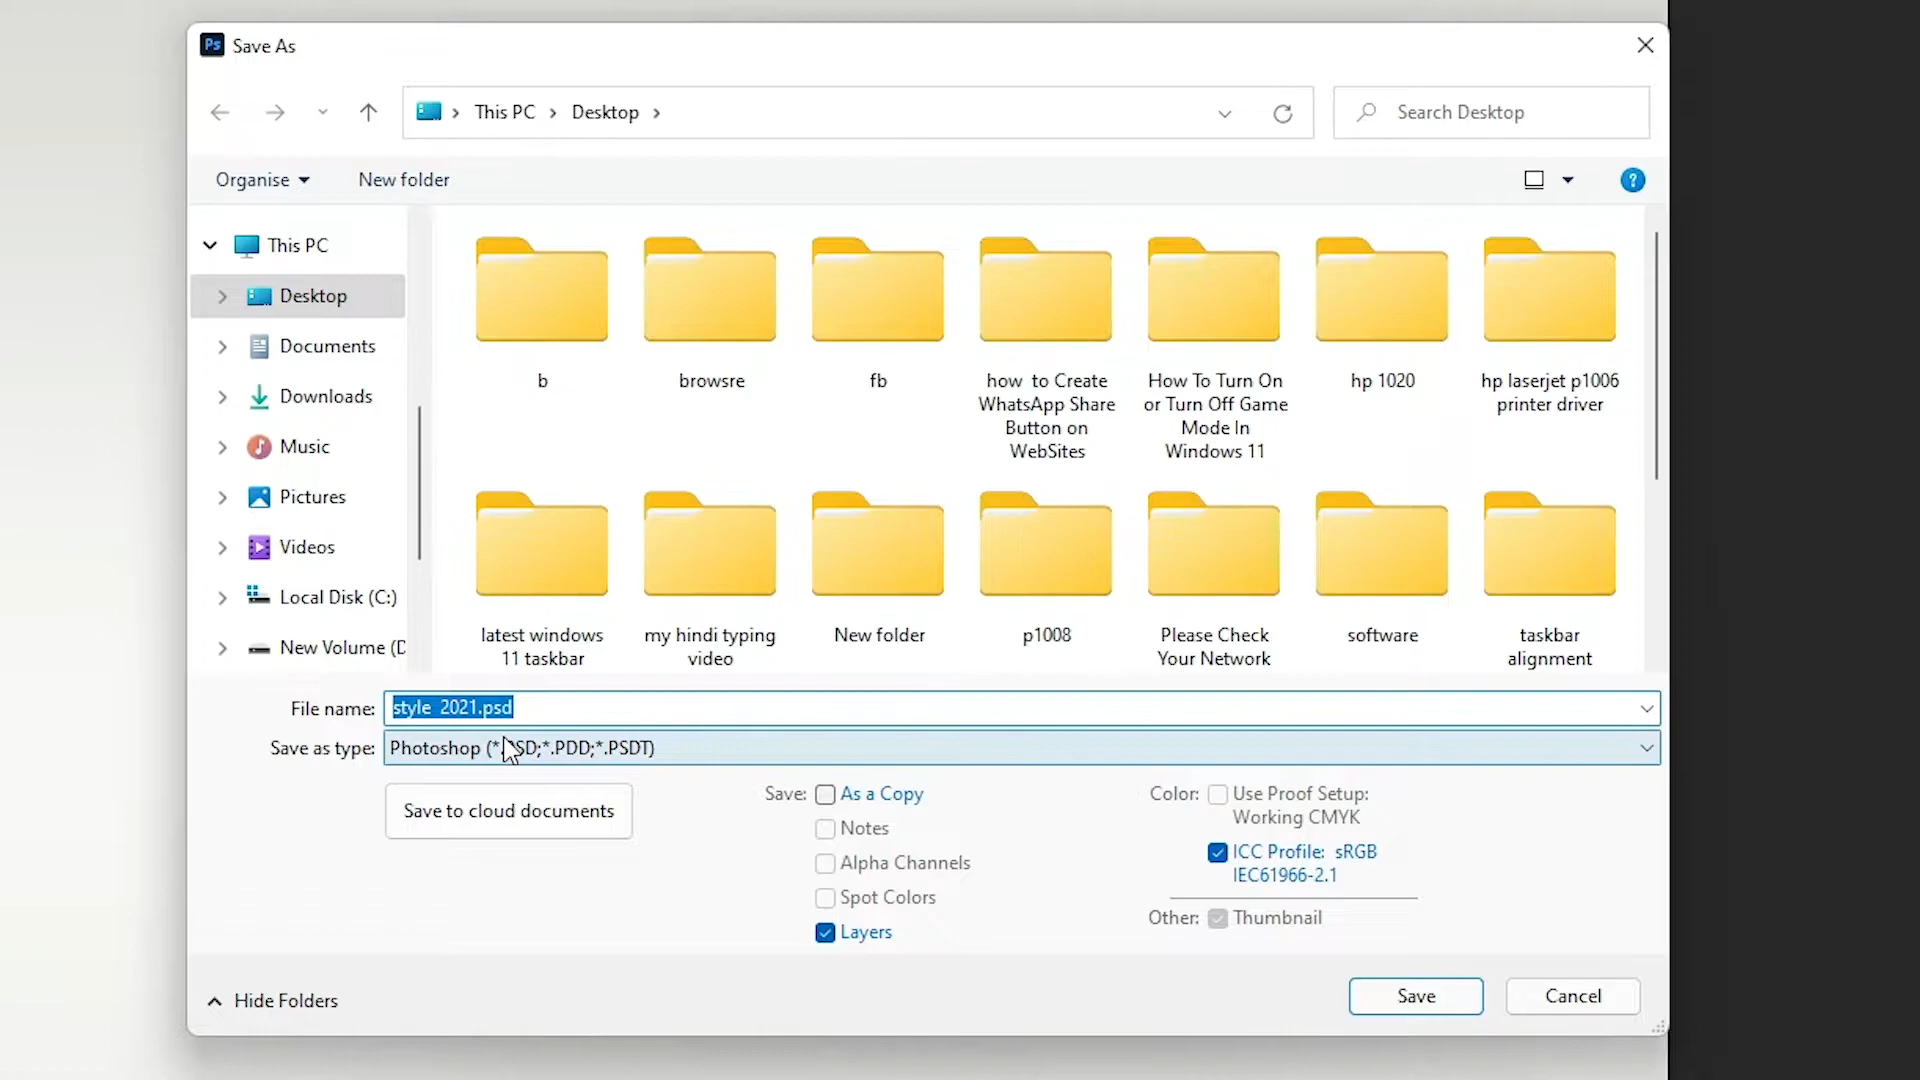 Ps Save As
This PC Desktop
Search Desktop
Organise New folder
?
This PC
Desktop
Documents
Downloads
Music
Pictures
Videos
Local Disk (C:)
New Volume (D
b
browsre
fb
how to Create
WhatsApp Share
Button on
WebSites
How To Turn On
or Turn Off Game
Mode In
Windows 11
hp 1020
hp laserjet p1006
printer driver
latest windows
11 taskbar
my hindi typing
video
New folder
p1008
Please Check
Your Network
software
taskbar
alignment
File name: style 2021.psd
Save as type: Photoshop (*.PSD;*.PDD;*.PSDT)
Save to cloud documents
Save: As a Copy
Notes
Alpha Channels
Spot Colors
Layers
Color: Use Proof Setup:
Working CMYK
ICC Profile: sRGB
IEC61966-2.1
Other: Thumbnail
Hide Folders
Save
Cancel